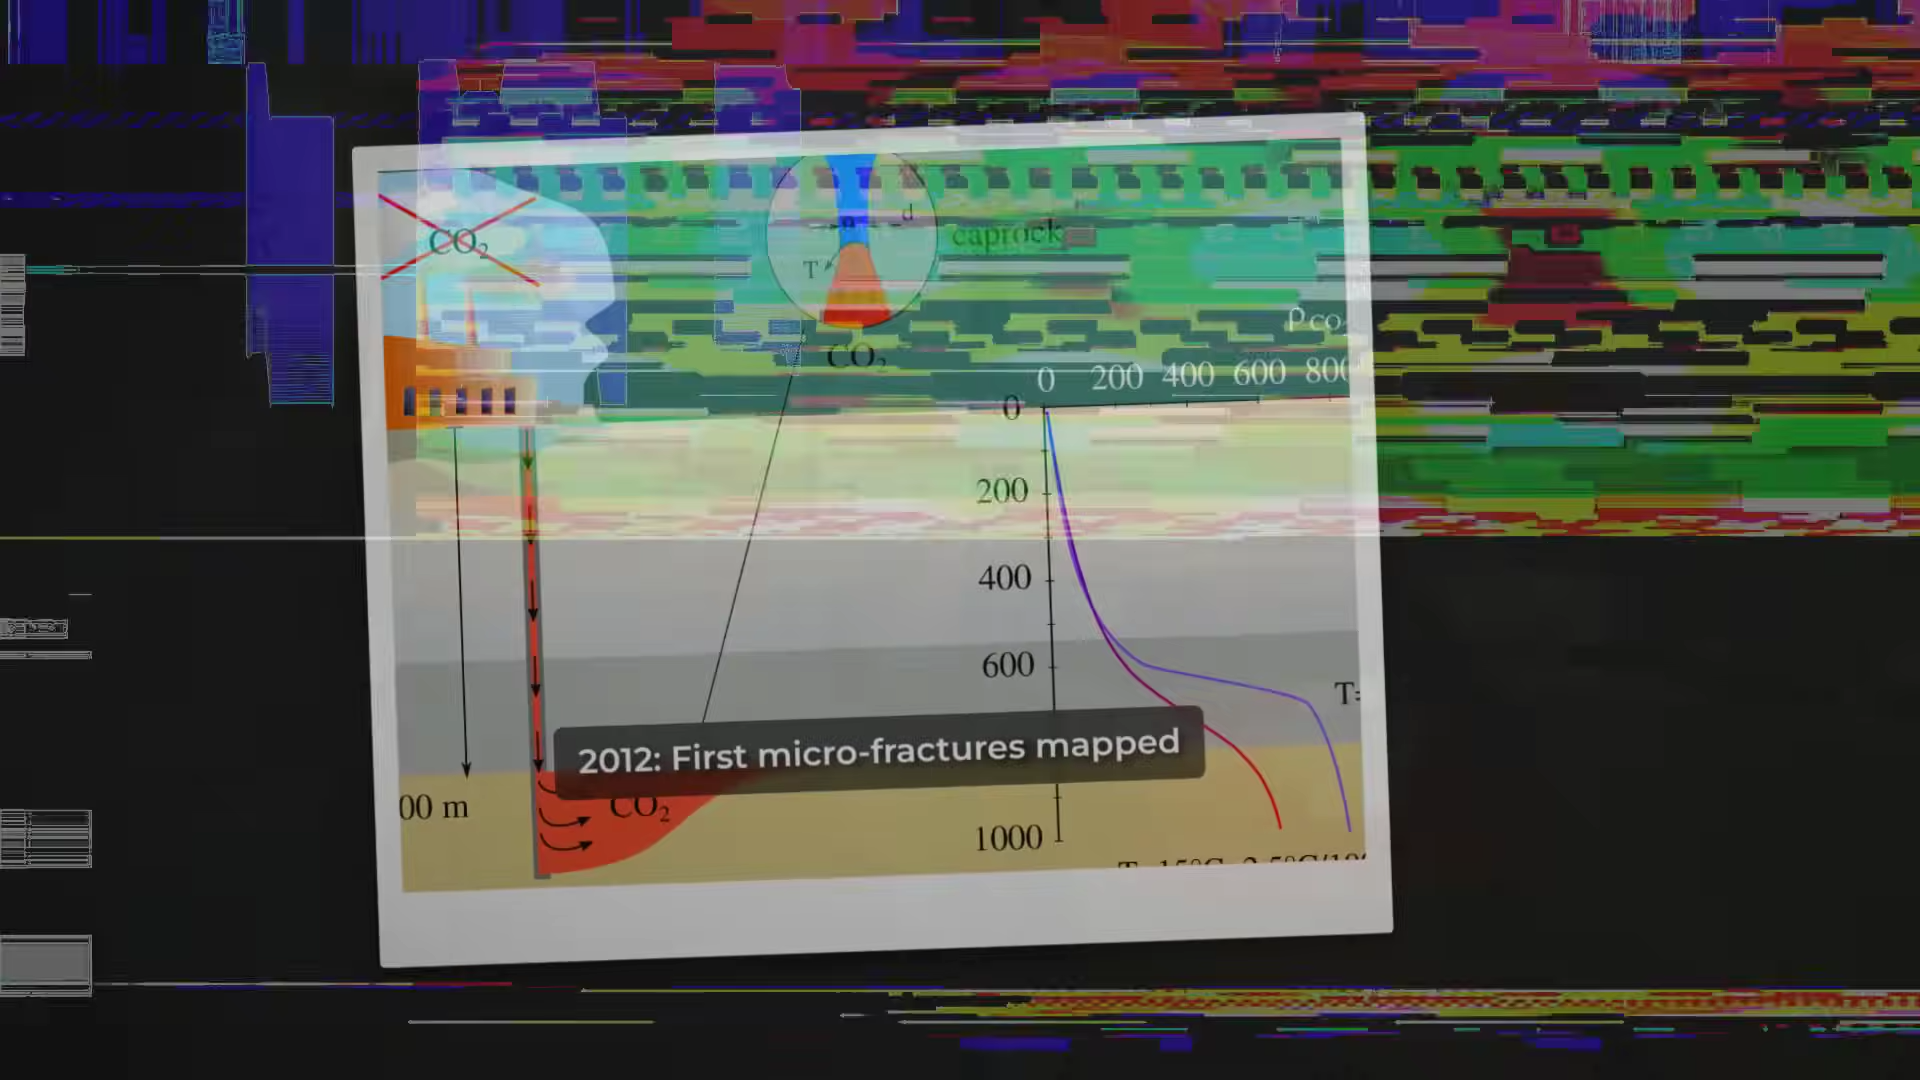 CO₂
d
T
caprock
CO₂
ρCO₂
0 200 400 600 800
0
200
400
600
T=
2012: First micro-fractures mapped
00 m
CO₂
1000